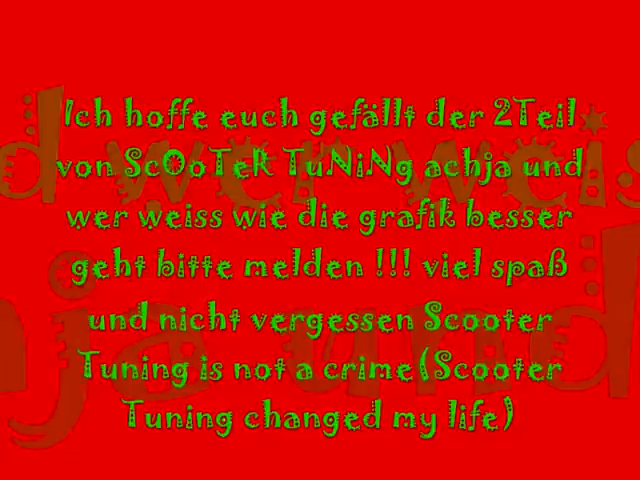 Ich hoffe euch gefällt der 2Teil
von ScOoTeR TuNiNg achja und
wer weiss wie die grafik besser
geht bitte melden !!! viel spaß
und nicht vergessen Scooter
Tuning is not a crime(Scooter
Tuning changed my life)